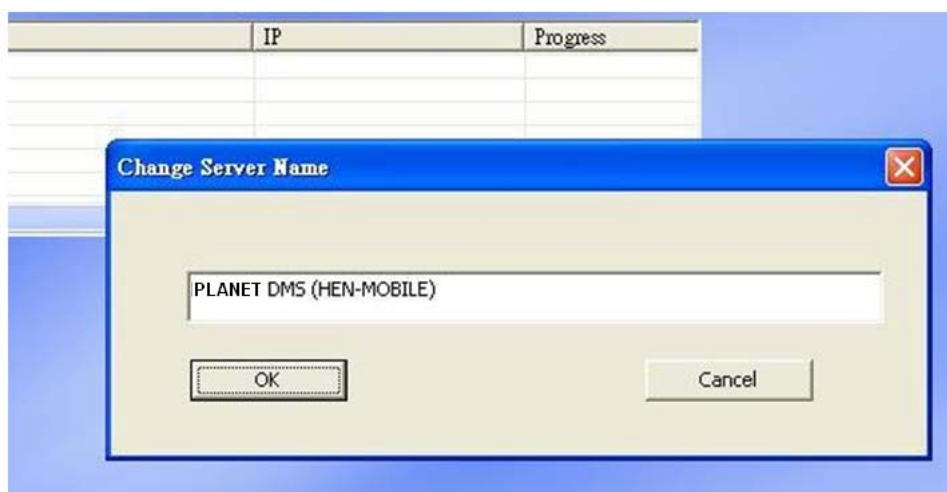 IP Progress
Change Server Name
PLANET DMS (HEN-MOBILE)
OK Cancel